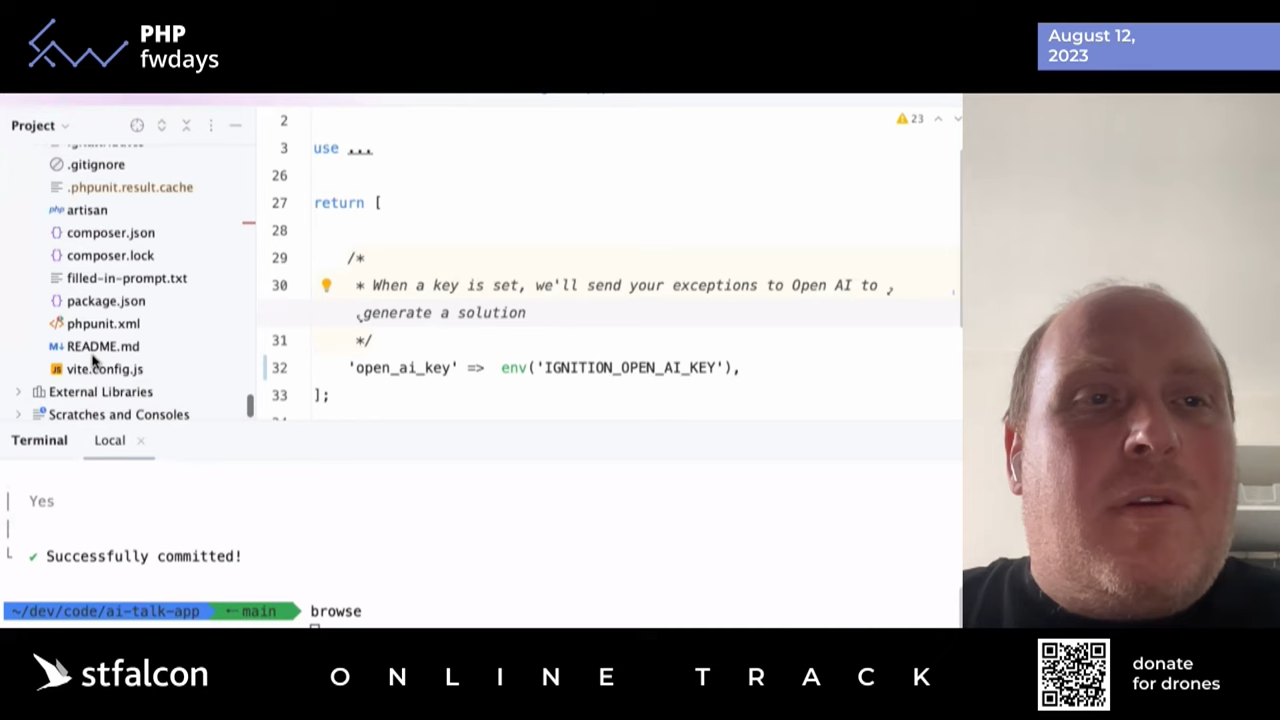 PHP
fwdays
August 12,
2023
Project
.gitignore
.phpunit.result.cache
php artisan
{} composer.json
{} composer.lock
filled-in-prompt.txt
{} package.json
</> phpunit.xml
M↓ README.md
JS vite.config.js
External Libraries
Scratches and Consoles
23
2
3 use ...
26
27 return [
28
29 /*
30 * When a key is set, we'll send your exceptions to Open AI to
generate a solution
31 */
32 'open_ai_key' => env('IGNITION_OPEN_AI_KEY'),
33 ];
Terminal Local
Yes
✔ Successfully committed!
~/dev/code/ai-talk-app main browse
stfalcon
ONLINE TRACK
donate
for drones